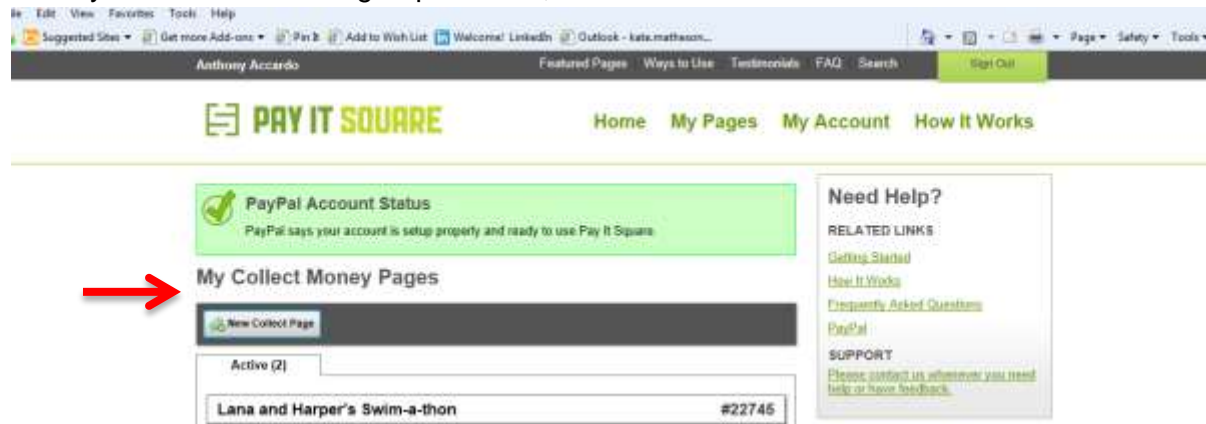 Edit View Favorites Tools Help
Suggested Sites Get more Add-ons Pin It Add to Wish List Welcome! LinkedIn Outlook - kate.matheson... Page Safety Tools
Anthony Accardo Featured Pages Ways to Use Testimonials FAQ Search Sign Out
PAY IT SQUARE Home My Pages My Account How It Works
PayPal Account Status
PayPal says your account is setup properly and ready to use Pay It Square
My Collect Money Pages
New Collect Page
Active (2)
Lana and Harper's Swim-a-thon #22745
Need Help?
RELATED LINKS
Getting Started
How It Works
Frequently Asked Questions
PayPal
SUPPORT
Please contact us whenever you need
help or have feedback.